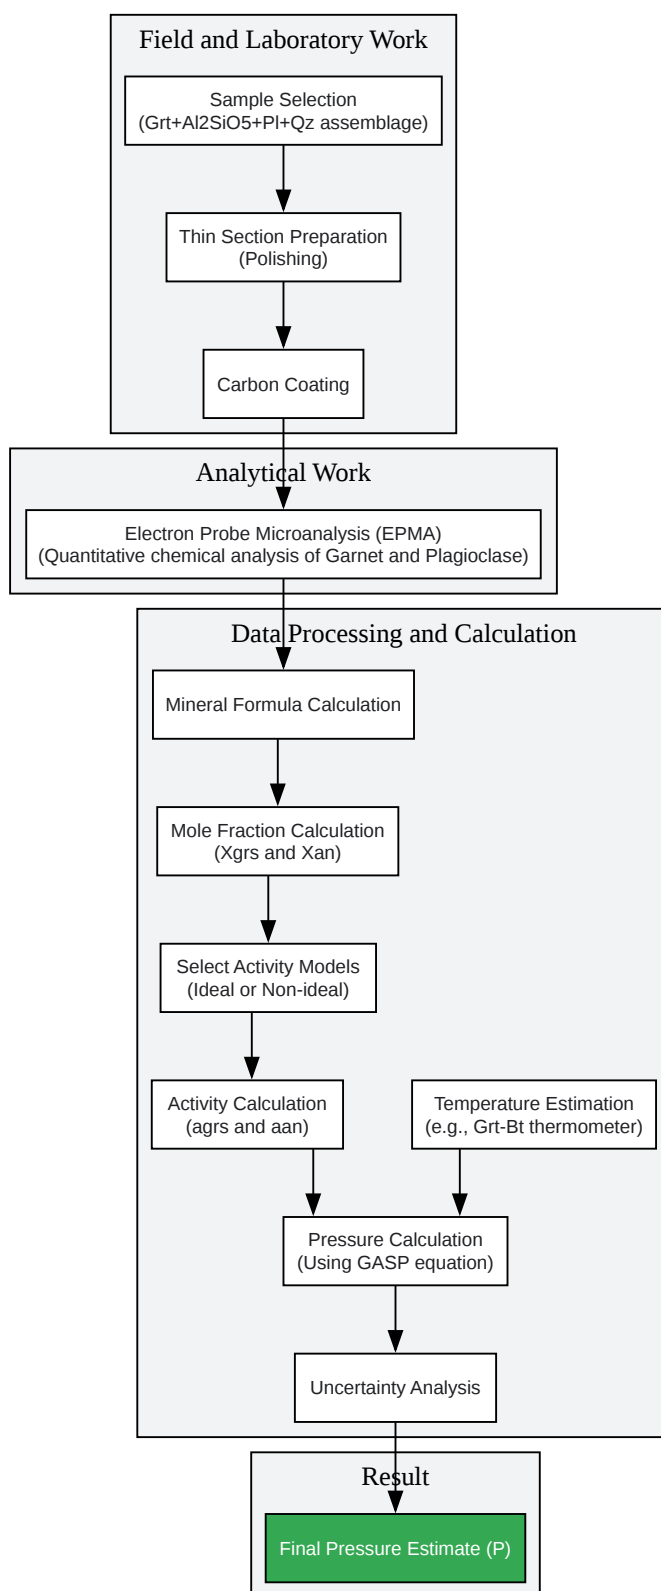 Field and Laboratory Work
Sample Selection
(Grt+Al2SiO5+Pl+Qz assemblage)
Thin Section Preparation
(Polishing)
Carbon Coating
Analytical Work
Electron Probe Microanalysis (EPMA)
(Quantitative chemical analysis of Garnet and Plagioclase)
Data Processing and Calculation
Mineral Formula Calculation
Mole Fraction Calculation
(Xgrs and Xan)
Select Activity Models
(Ideal or Non-ideal)
Activity Calculation
(agrs and aan)
Temperature Estimation
(e.g., Grt-Bt thermometer)
Pressure Calculation
(Using GASP equation)
Uncertainty Analysis
Result
Final Pressure Estimate (P)